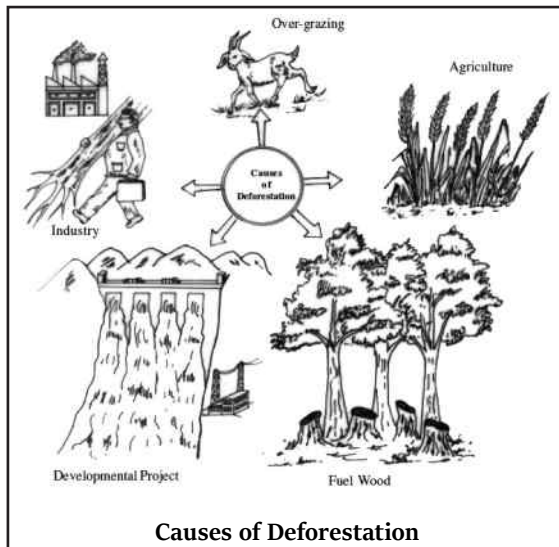 Over-grazing
Agriculture
Causes
of
Deforestation
Industry
Developmental Project
Fuel Wood
Causes of Deforestation